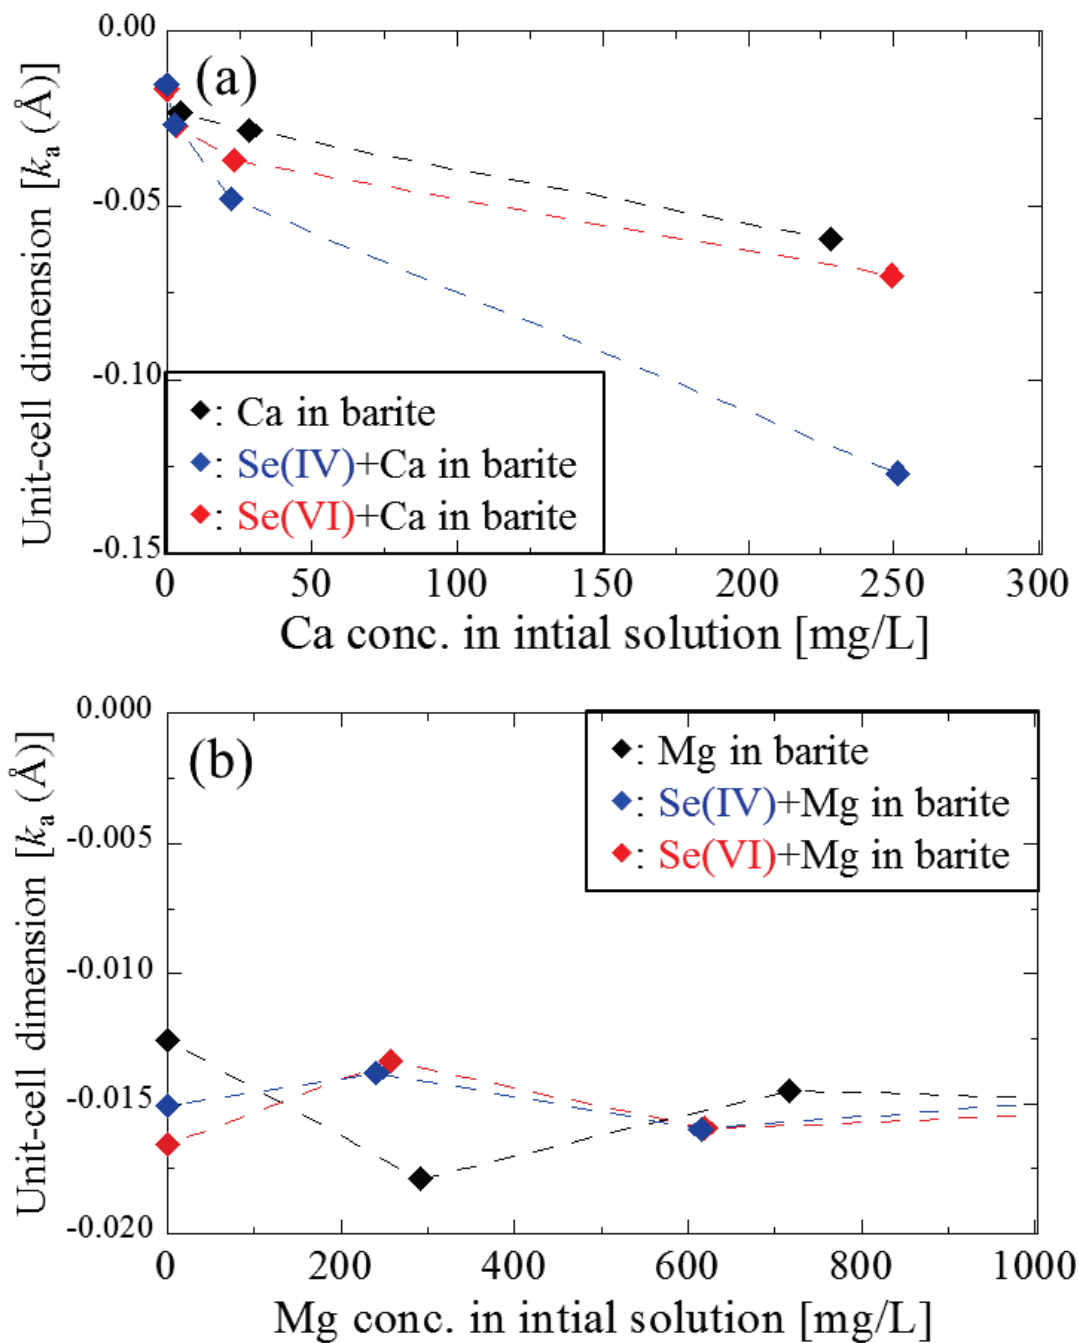 0.00
-0.05
-0.10
-0.15
Unit-cell dimension [ka (Å)]
(a)
◆: Ca in barite
◆: Se(IV)+Ca in barite
◆: Se(VI)+Ca in barite
0 50 100 150 200 250 300
Ca conc. in intial solution [mg/L]
0.000
-0.005
-0.010
-0.015
-0.020
Unit-cell dimension [ka (Å)]
(b)
◆: Mg in barite
◆: Se(IV)+Mg in barite
◆: Se(VI)+Mg in barite
0 200 400 600 800 1000
Mg conc. in intial solution [mg/L]